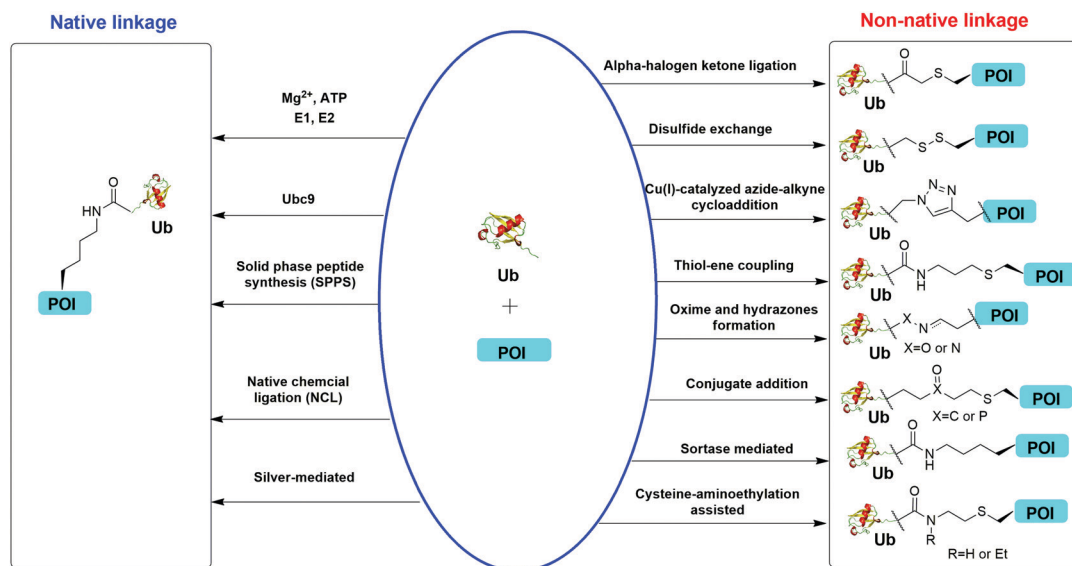 Native linkage
Mg2+, ATP
E1, E2
Ubc9
Solid phase peptide
synthesis (SPPS)
Native chemcial
ligation (NCL)
Silver-mediated
O
HN
Ub
POI
Ub
+
POI
Non-native linkage
Alpha-halogen ketone ligation
O
S
POI
Ub
Disulfide exchange
S
S
POI
Ub
Cu(I)-catalyzed azide-alkyne
cycloaddition
N
N
N
POI
Ub
Thiol-ene coupling
O
N
H
S
POI
Ub
Oxime and hydrazones
formation
X
N
POI
Ub
X=O or N
Conjugate addition
O
X
S
POI
Ub
X=C or P
Sortase mediated
O
N
H
POI
Ub
Cysteine-aminoethylation
assisted
O
N
R
S
POI
Ub
R=H or Et